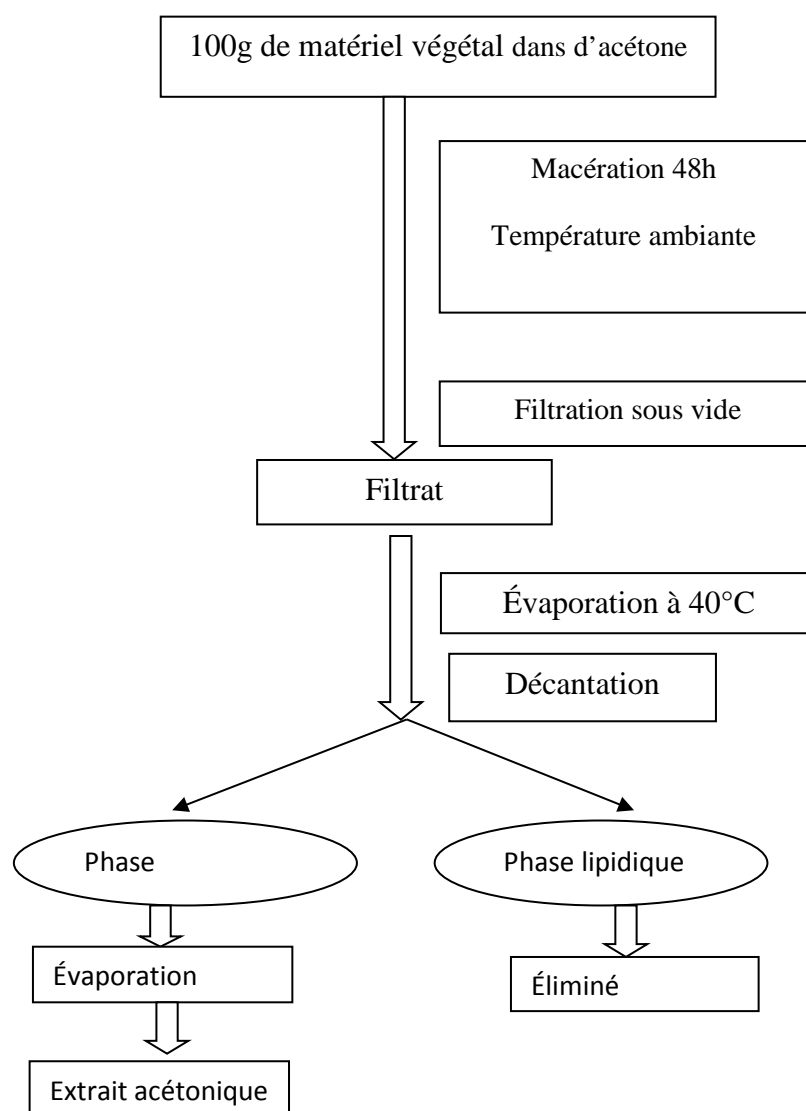 100g de matériel végétal dans d’acétone
Macération 48h
Température ambiante
Filtration sous vide
Filtrat
Évaporation à 40°C
Décantation
Phase
Phase lipidique
Évaporation
Éliminé
Extrait acétonique